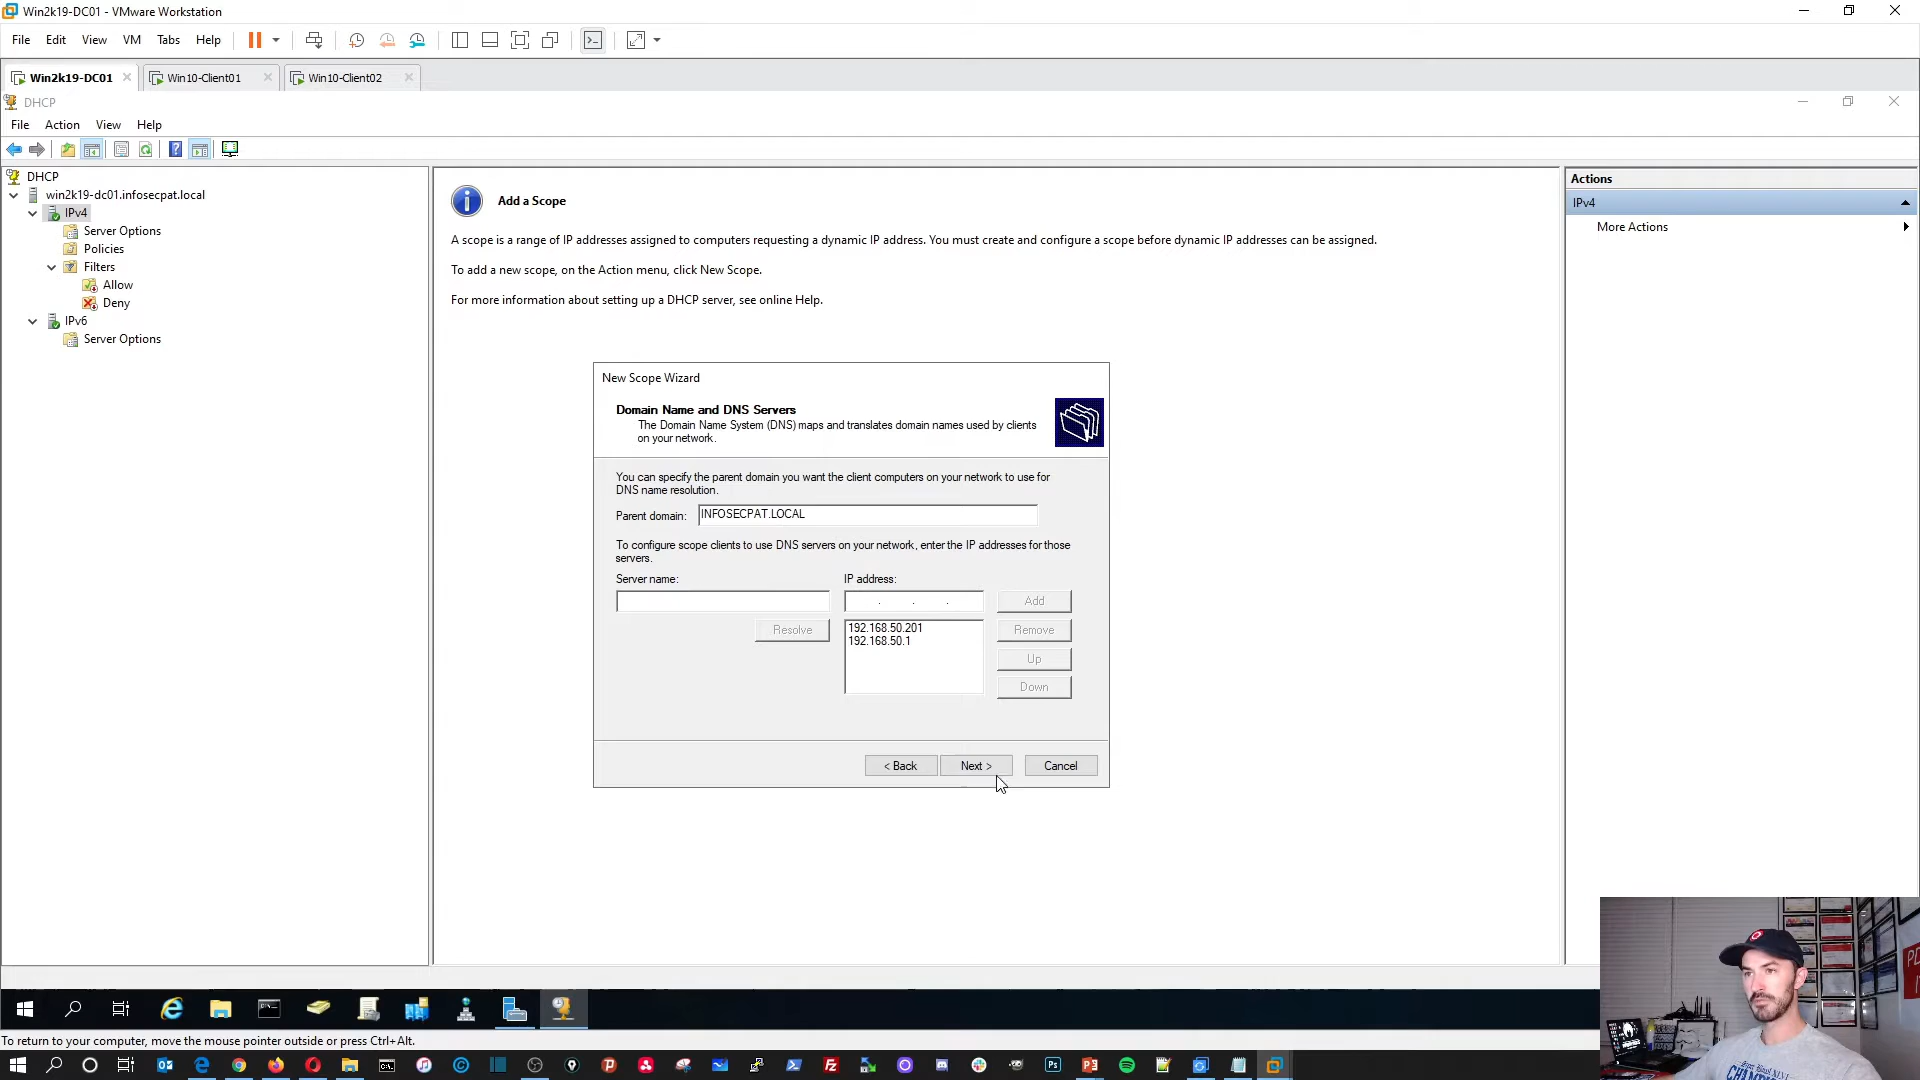 Win2k19-DC01 - VMware Workstation
File Edit View VM Tabs Help
Win2k19-DC01 Win10-Client01 Win10-Client02
DHCP
File Action View Help
DHCP
win2k19-dc01.infosecpat.local
IPv4
Server Options
Policies
Filters
Allow
Deny
IPv6
Server Options
Add a Scope
A scope is a range of IP addresses assigned to computers requesting a dynamic IP address. You must create and configure a scope before dynamic IP addresses can be assigned.
To add a new scope, on the Action menu, click New Scope.
For more information about setting up a DHCP server, see online Help.
New Scope Wizard
Domain Name and DNS Servers
The Domain Name System (DNS) maps and translates domain names used by clients
on your network.
You can specify the parent domain you want the client computers on your network to use for
DNS name resolution.
Parent domain: INFOSECPAT.LOCAL
To configure scope clients to use DNS servers on your network, enter the IP addresses for those
servers.
Server name: IP address:
. . . Add
Resolve 192.168.50.201 Remove
192.168.50.1
Up
Down
< Back Next > Cancel
Actions
IPv4
More Actions
To return to your computer, move the mouse pointer outside or press Ctrl+Alt.